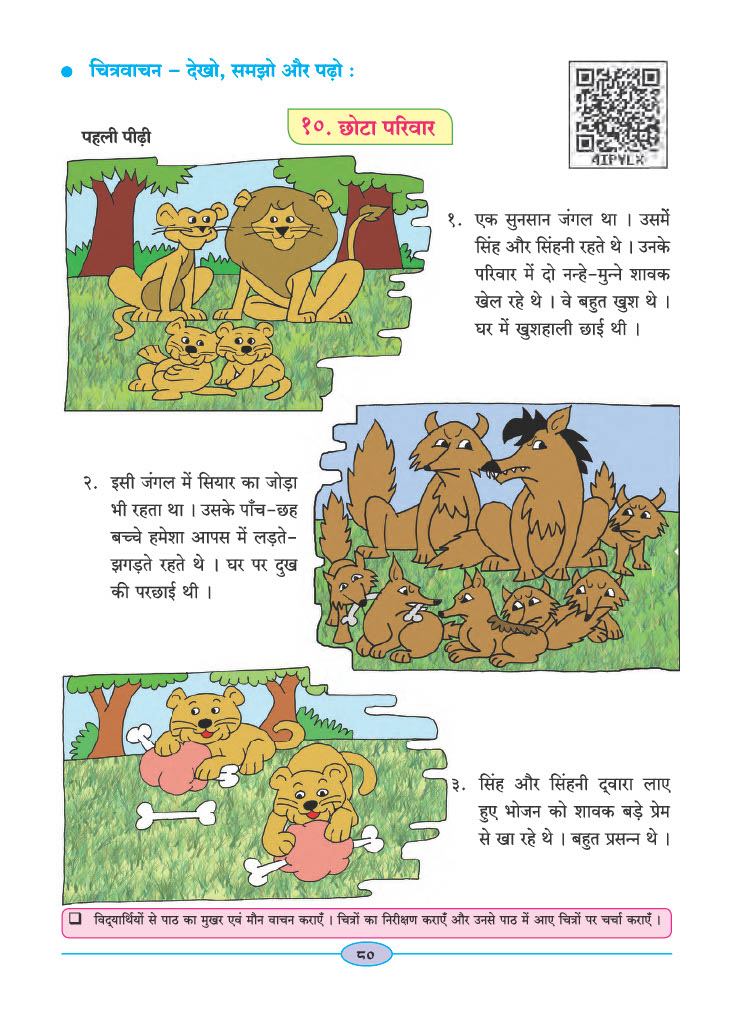 ● चित्रवाचन – देखो, समझो और पढ़ो :
AIPYLX
१०. छोटा परिवार
पहली पीढ़ी
१. एक सुनसान जंगल था । उसमें
सिंह और सिंहनी रहते थे । उनके
परिवार में दो नन्हे-मुन्ने शावक
खेल रहे थे । वे बहुत खुश थे ।
घर में खुशहाली छाई थी ।
२. इसी जंगल में सियार का जोड़ा
भी रहता था । उसके पाँच-छह
बच्चे हमेशा आपस में लड़ते-
झगड़ते रहते थे । घर पर दुख
की परछाई थी ।
३. सिंह और सिंहनी द्वारा लाए
हुए भोजन को शावक बड़े प्रेम
से खा रहे थे । बहुत प्रसन्न थे ।
❑ विद्यार्थियों से पाठ का मुखर एवं मौन वाचन कराएँ । चित्रों का निरीक्षण कराएँ और उनसे पाठ में आए चित्रों पर चर्चा कराएँ ।
८०